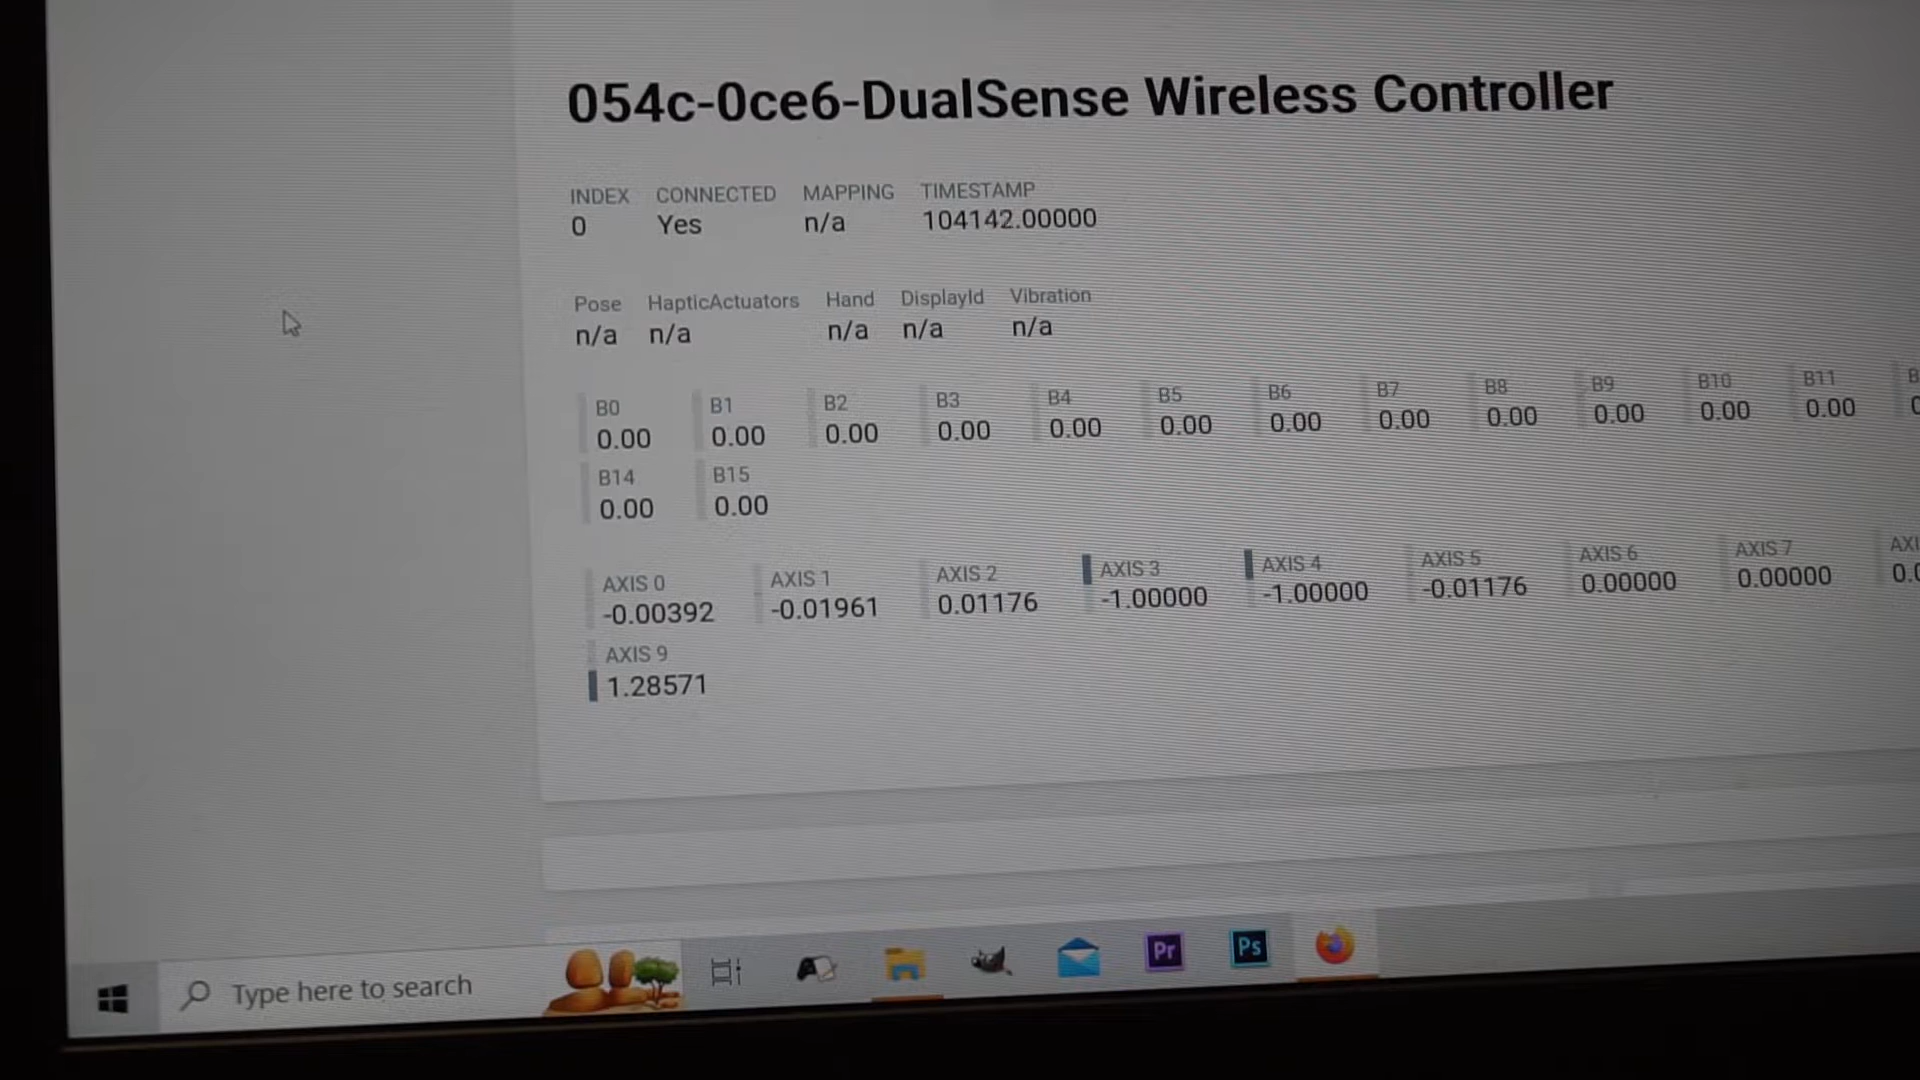 054c-0ce6-DualSense Wireless Controller
INDEX CONNECTED MAPPING TIMESTAMP
0 Yes n/a 104142.00000
Pose HapticActuators Hand DisplayId Vibration
n/a n/a n/a n/a n/a
B0 B1 B2 B3 B4 B5 B6 B7 B8 B9 B10 B11
0.00 0.00 0.00 0.00 0.00 0.00 0.00 0.00 0.00 0.00 0.00 0.00
B14 B15
0.00 0.00
AXIS 0 AXIS 1 AXIS 2 AXIS 3 AXIS 4 AXIS 5 AXIS 6 AXIS 7
-0.00392 -0.01961 0.01176 -1.00000 -1.00000 -0.01176 0.00000 0.00000
AXIS 9
1.28571
Type here to search
Pr
Ps